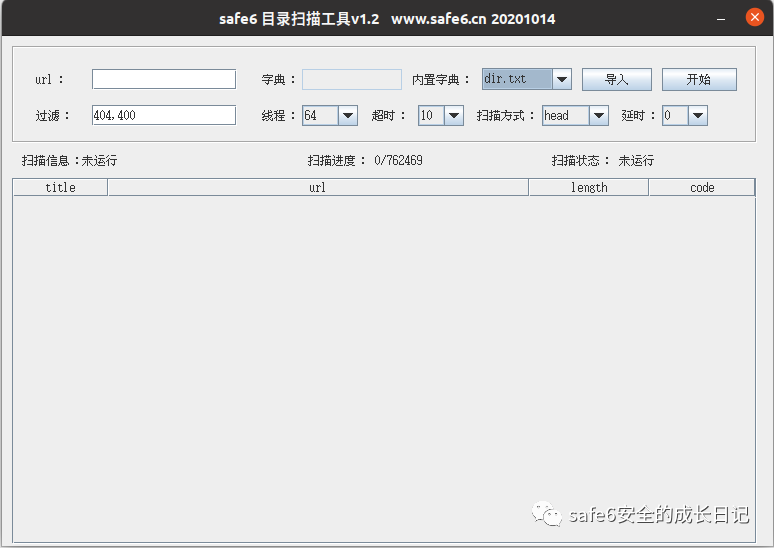 safe6 目录扫描工具v1.2 www.safe6.cn 20201014
url： 字典： 内置字典： dir.txt 导入 开始
过滤： 404,400 线程： 64 超时： 10 扫描方式： head 延时： 0
扫描信息：未运行 扫描进度： 0/762469 扫描状态： 未运行
title url length code
safe6安全的成长日记